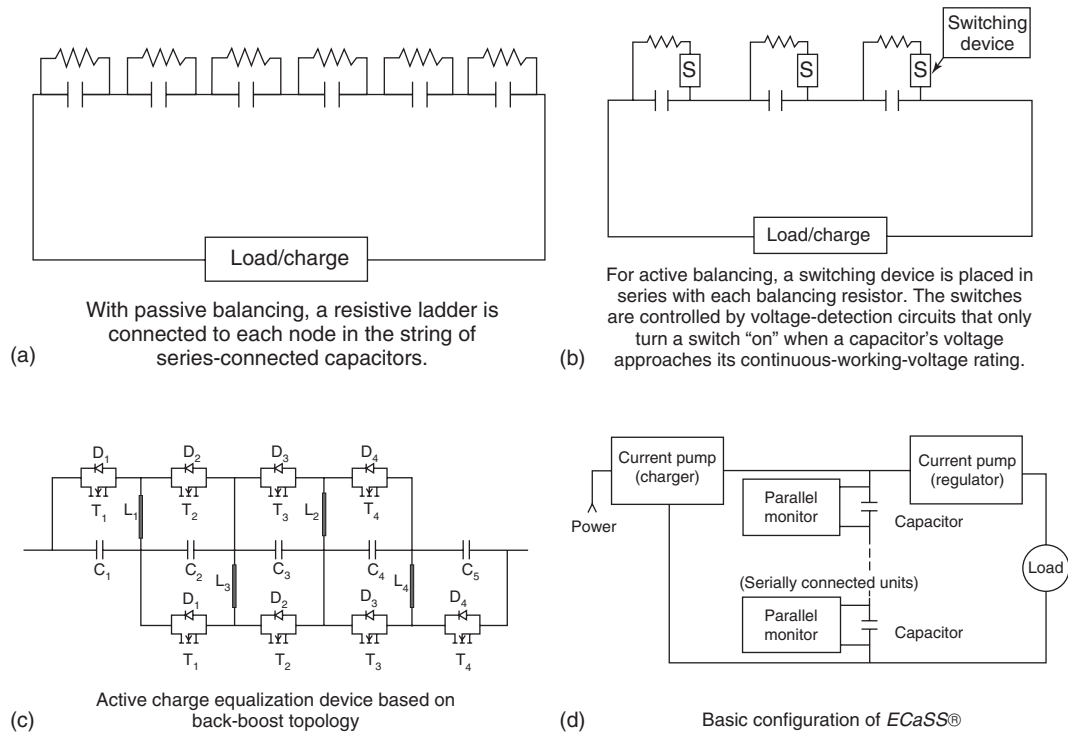 Load/charge
With passive balancing, a resistive ladder is
connected to each node in the string of
series-connected capacitors.
(a)
Switching
device
S
S
S
Load/charge
For active balancing, a switching device is placed in
series with each balancing resistor. The switches
are controlled by voltage-detection circuits that only
turn a switch “on” when a capacitor’s voltage
approaches its continuous-working-voltage rating.
(b)
D1 D2 D3 D4
T1 L1 T2 T3 L2 T4
C1 C2 L3 C3 C4 L4 C5
D1 D2 D3 D4
T1 T2 T3 T4
Active charge equalization device based on
back-boost topology
(c)
Current pump
(charger)
Current pump
(regulator)
Power
Parallel
monitor
Capacitor
Load
(Serially connected units)
Parallel
monitor
Capacitor
Basic configuration of ECaSS®
(d)